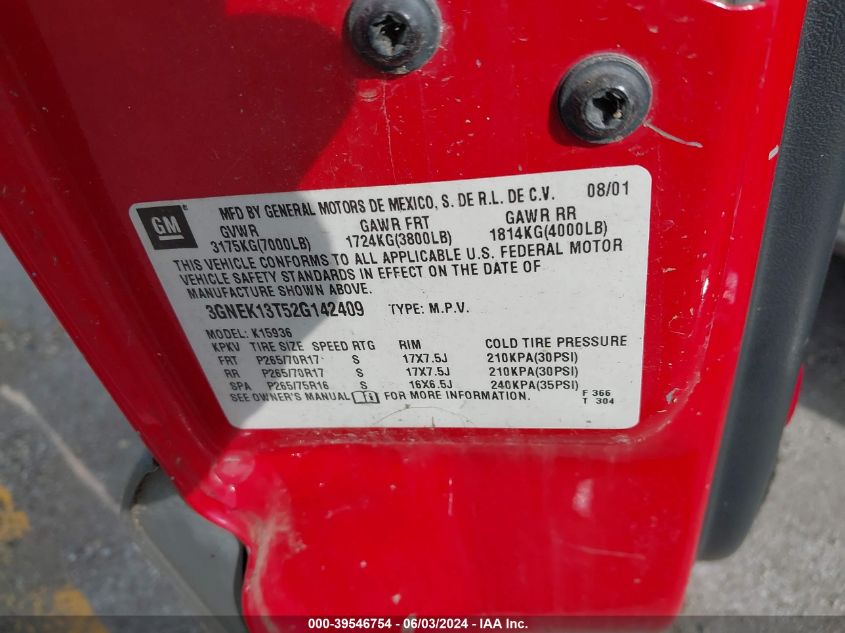 GM ®
MFD BY GENERAL MOTORS DE MEXICO, S. DE R.L. DE C.V. 08/01
GVWR GAWR FRT GAWR RR
3175KG(7000LB) 1724KG(3800LB) 1814KG(4000LB)
THIS VEHICLE CONFORMS TO ALL APPLICABLE U.S. FEDERAL MOTOR
VEHICLE SAFETY STANDARDS IN EFFECT ON THE DATE OF
MANUFACTURE SHOWN ABOVE.
3GNEK13T52G142409 TYPE: M.P.V.
MODEL: K15936
KPKV TIRE SIZE SPEED RTG RIM COLD TIRE PRESSURE
FRT P265/70R17 S 17X7.5J 210KPA(30PSI)
RR P265/70R17 S 17X7.5J 210KPA(30PSI)
SPA P265/75R16 S 16X6.5J 240KPA(35PSI)
SEE OWNER'S MANUAL FOR MORE INFORMATION.
F 366
T 304
000-39546754 / 06/03/2024 - IAA Inc.